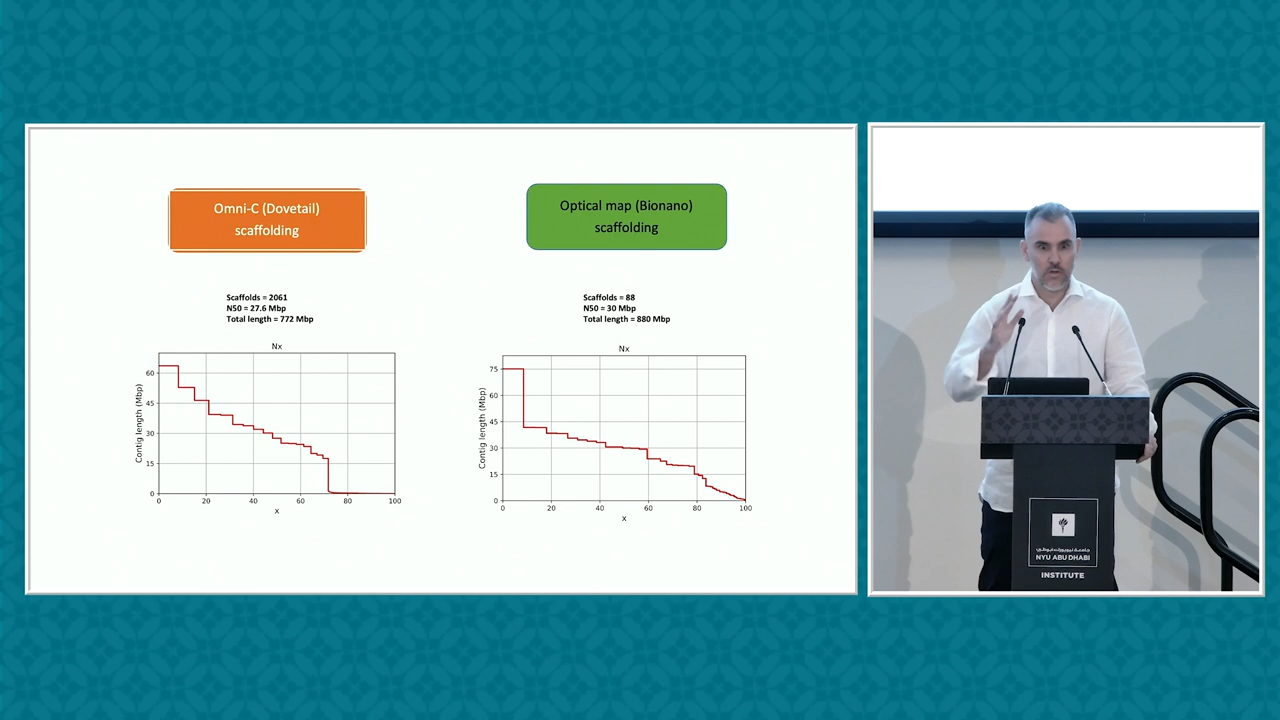 Omni-C (Dovetail)
scaffolding
Scaffolds = 2061
N50 = 27.6 Mbp
Total length = 772 Mbp
Nx
Contig length (Mbp)
60
45
30
15
0
0 20 40 60 80 100
x
Optical map (Bionano)
scaffolding
Scaffolds = 88
N50 = 30 Mbp
Total length = 880 Mbp
Nx
Contig length (Mbp)
75
60
45
30
15
0
0 20 40 60 80 100
x
جامعة نيويورك أبوظبي
NYU ABU DHABI
INSTITUTE